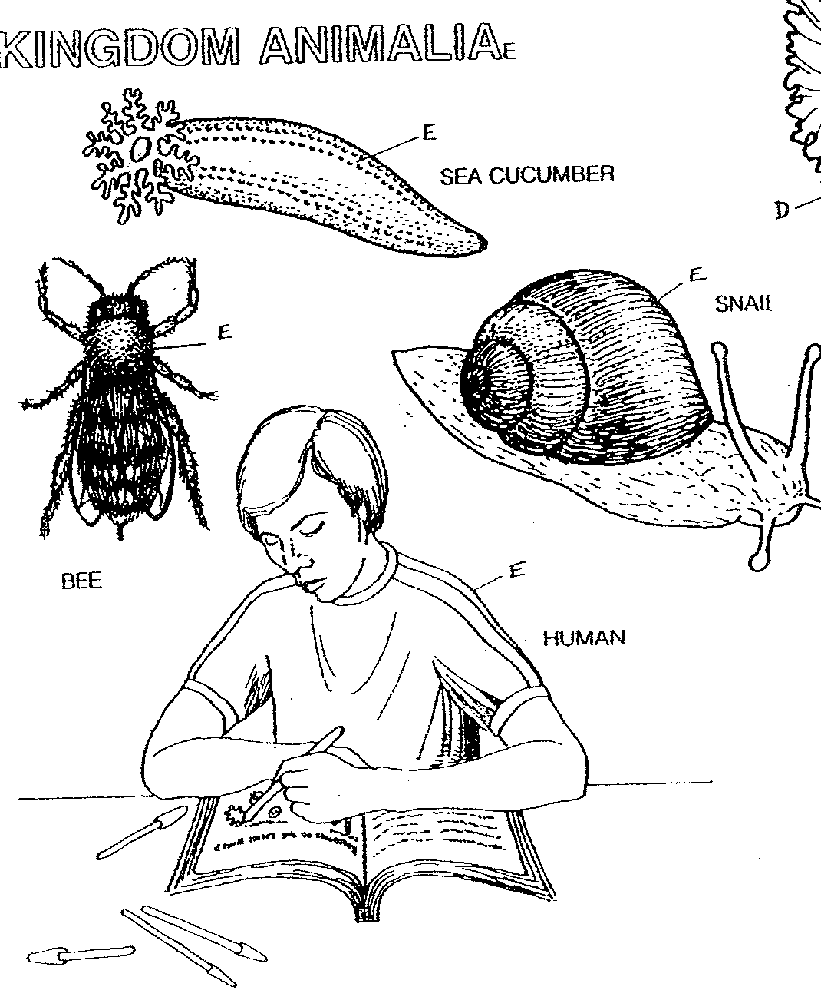 KINGDOM ANIMALIA E
E
SEA CUCUMBER
D
E
SNAIL
E
BEE
E
HUMAN